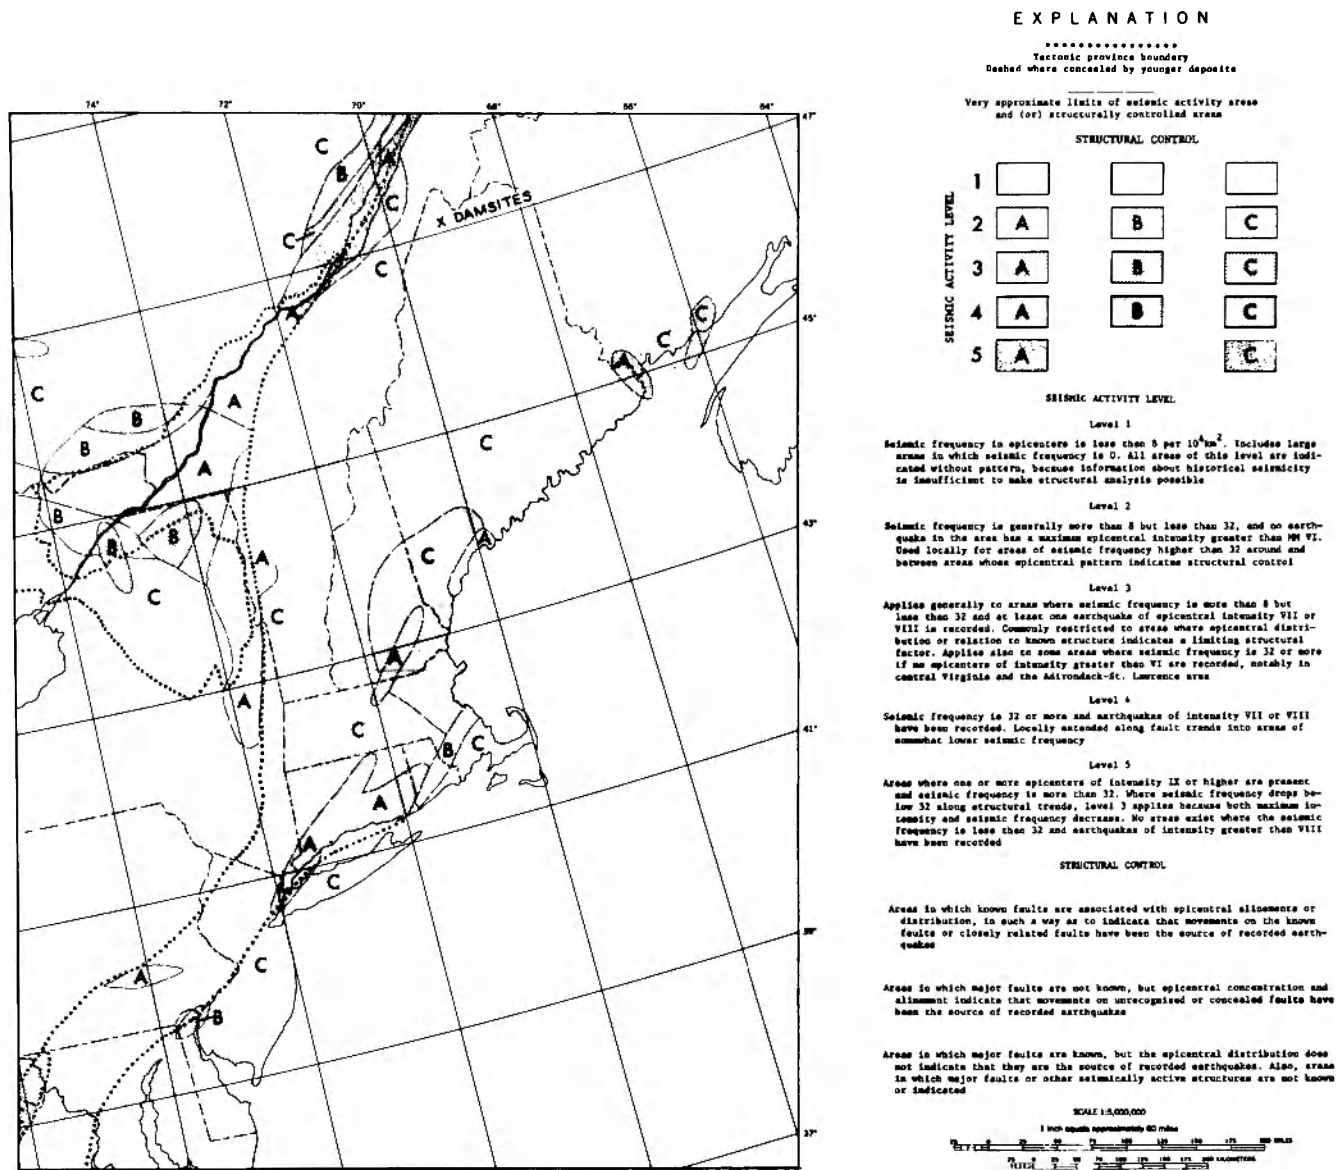 EXPLANATION
Tectonic province boundary
Dashed where concealed by younger deposits
Very approximate limits of seismic activity areas
and (or) structurally controlled areas
STRUCTURAL CONTROL
SEISMIC ACTIVITY LEVEL
1
2 A B C
3 A B C
4 A B C
5 A C
SEISMIC ACTIVITY LEVEL
Level 1
Seismic frequency in epicenters is less than 8 per 10⁴km². Includes large
areas in which seismic frequency is 0. All areas of this level are indi-
cated without pattern, because information about historical seismicity
is insufficient to make structural analysis possible
Level 2
Seismic frequency is generally more than 8 but less than 32, and no earth-
quake in the area has a maximum epicentral intensity greater than MM VI.
Used locally for areas of seismic frequency higher than 32 around and
between areas whose epicentral pattern indicates structural control
Level 3
Applies generally to areas where seismic frequency is more than 8 but
less than 32 and at least one earthquake of epicentral intensity VII or
VIII is recorded. Commonly restricted to areas where epicentral distri-
bution or relation to known structure indicates a limiting structural
factor. Applies also to some areas where seismic frequency is 32 or more
if no epicenters of intensity greater than VI are recorded, notably in
central Virginia and the Adirondack-St. Lawrence area
Level 4
Seismic frequency is 32 or more and earthquakes of intensity VII or VIII
have been recorded. Locally extended along fault trends into areas of
somewhat lower seismic frequency
Level 5
Areas where one or more epicenters of intensity IX or higher are present
and seismic frequency is more than 32. Where seismic frequency drops be-
low 32 along structural trends, level 3 applies because both maximum in-
tensity and seismic frequency decrease. No areas exist where the seismic
frequency is less than 32 and earthquakes of intensity greater than VIII
have been recorded
STRUCTURAL CONTROL
Areas in which known faults are associated with epicentral alinements or
distribution, in such a way as to indicate that movements on the known
faults or closely related faults have been the source of recorded earth-
quakes
Areas in which major faults are not known, but epicentral concentration and
alinement indicate that movements on unrecognized or concealed faults have
been the source of recorded earthquakes
Areas in which major faults are known, but the epicentral distribution does
not indicate that they are the source of recorded earthquakes. Also, areas
in which major faults or other seismically active structures are not known
or indicated
SCALE 1:5,000,000
1 inch equals approximately 80 miles
74° 72° 70° 68° 66° 64°
47°
45°
43°
41°
39°
37°
X DAMSITES
C
B
A
C
C
C
A
C
C
A
C
C
B
A
B
A
C
B
B
B
A
C
A
C
C
A
A
A
C
B
C
A
A
C
C
A
B